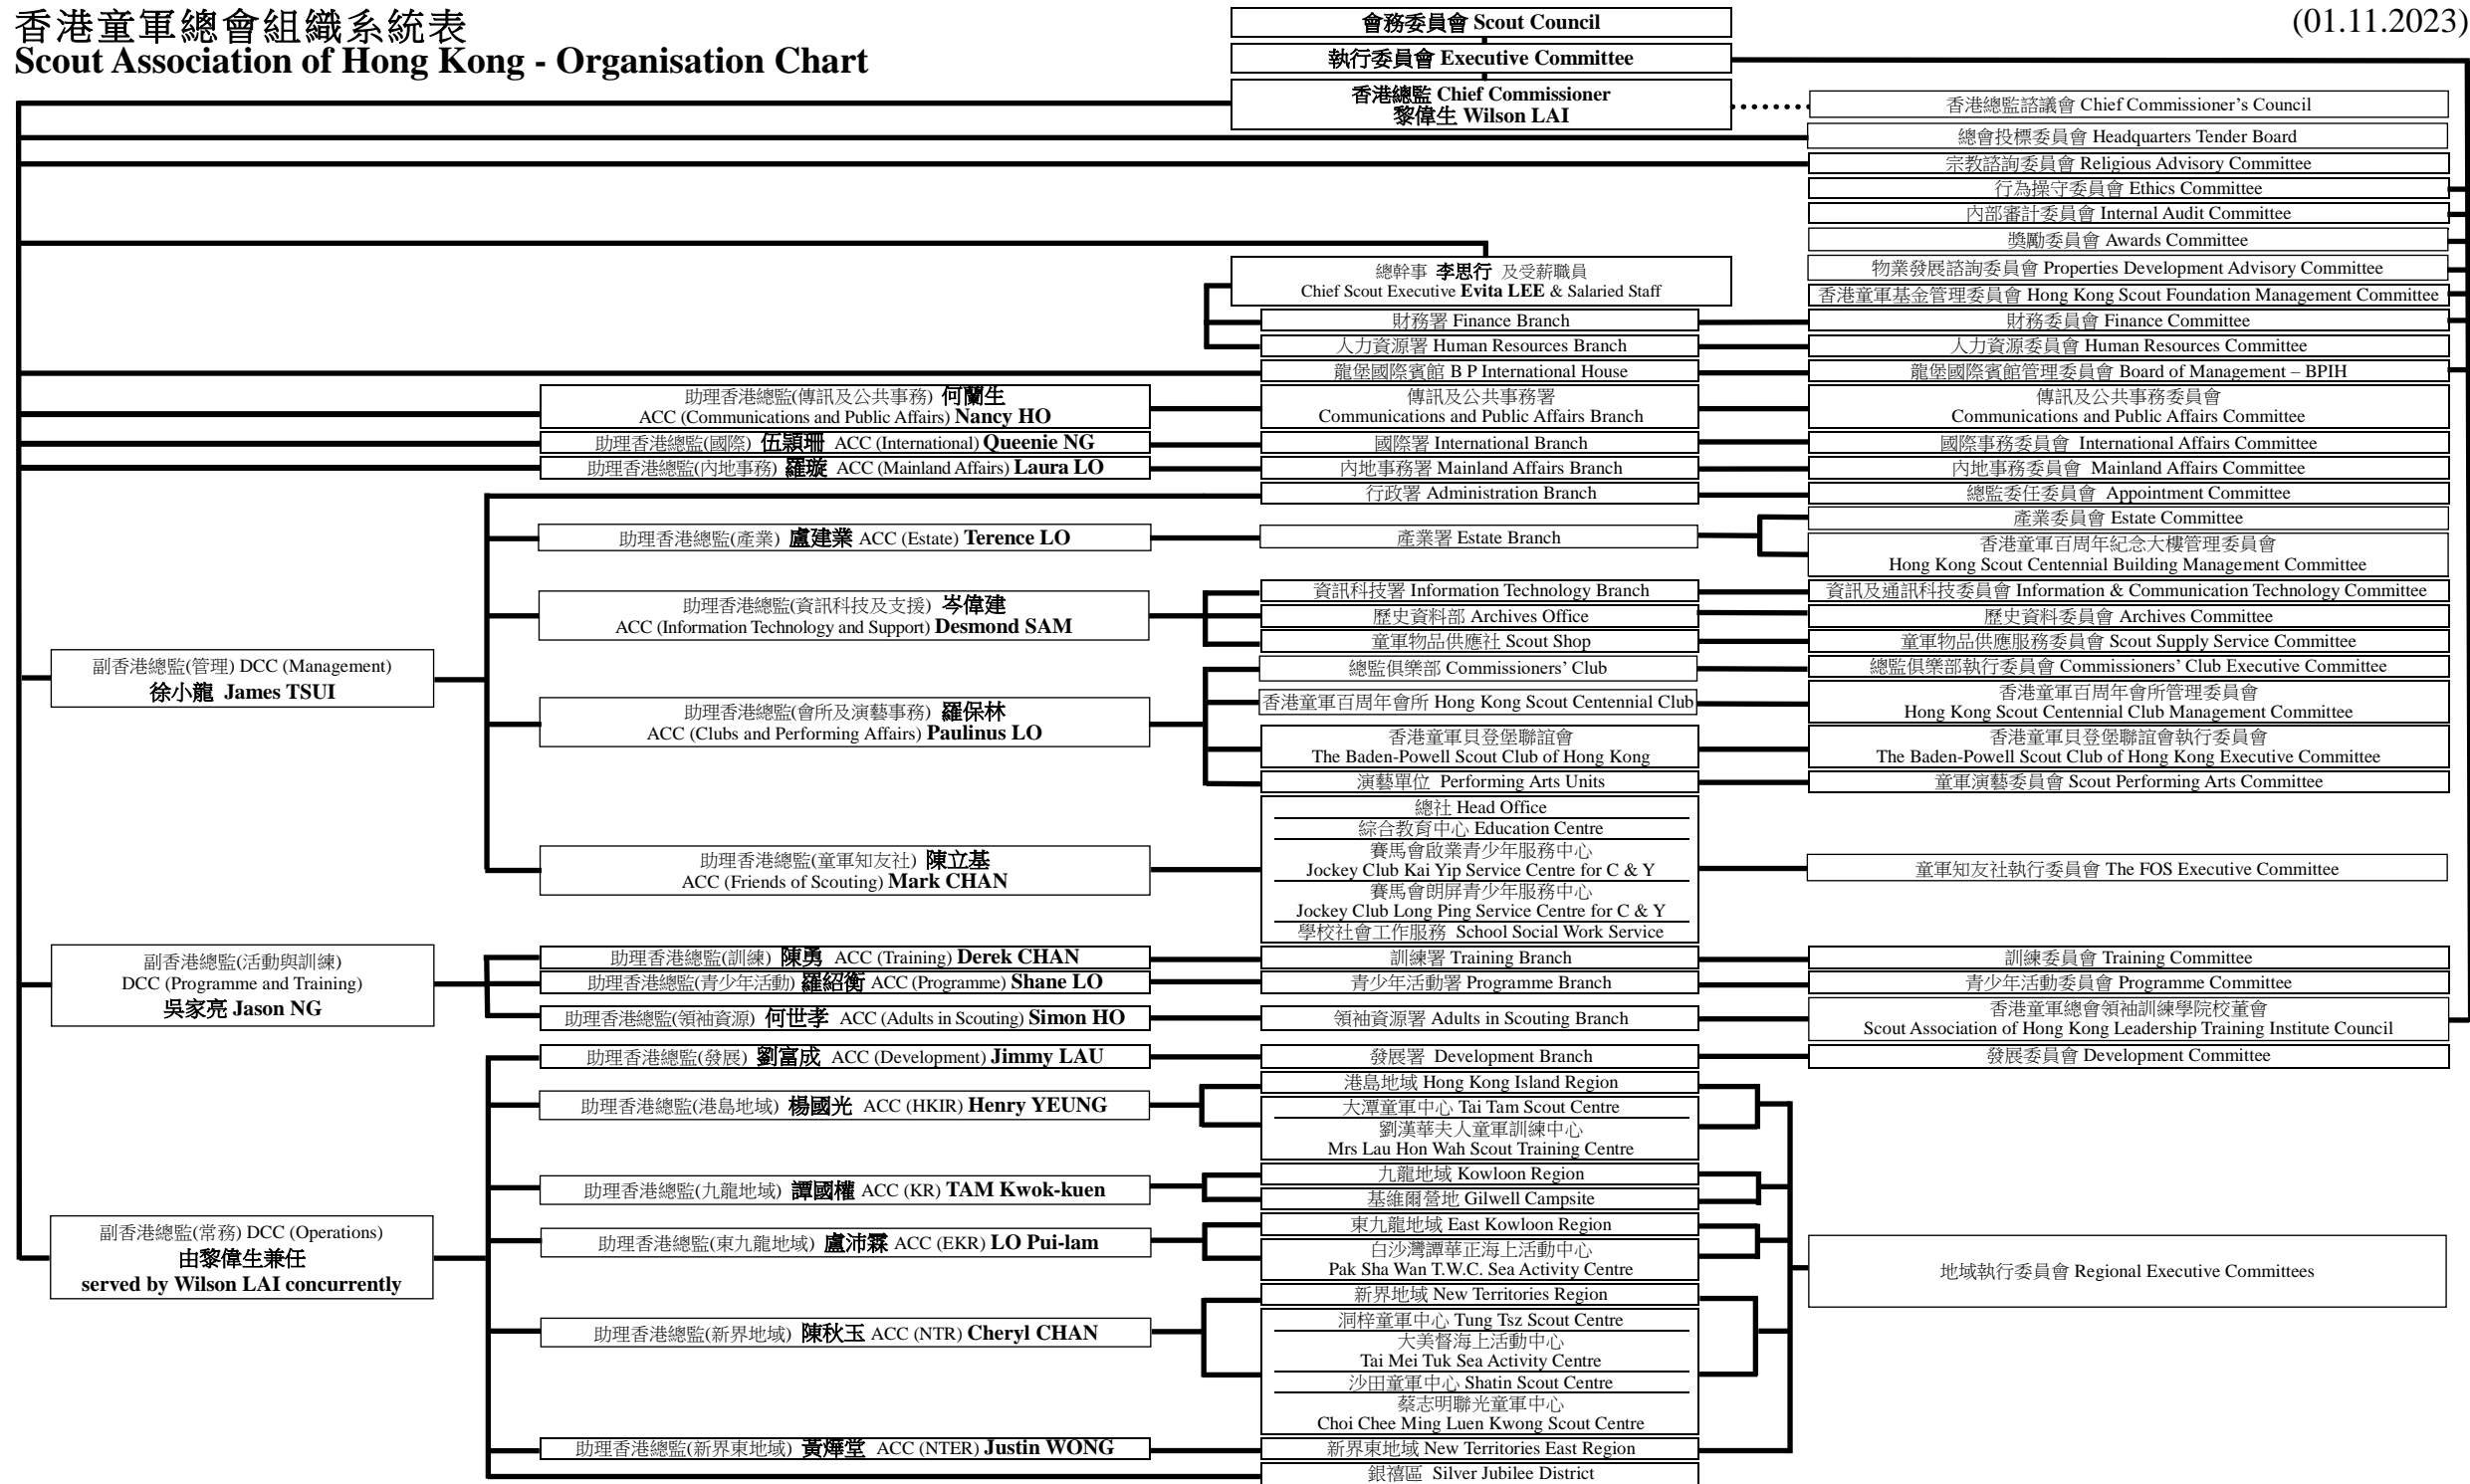 香港童軍總會組織系統表
Scout Association of Hong Kong - Organisation Chart
(01.11.2023)
會務委員會 Scout Council
執行委員會 Executive Committee
香港總監 Chief Commissioner
黎偉生 Wilson LAI
香港總監諮議會 Chief Commissioner's Council
總會投標委員會 Headquarters Tender Board
宗教諮詢委員會 Religious Advisory Committee
行為操守委員會 Ethics Committee
內部審計委員會 Internal Audit Committee
獎勵委員會 Awards Committee
總幹事 李思行 及受薪職員
Chief Scout Executive Evita LEE & Salaried Staff
物業發展諮詢委員會 Properties Development Advisory Committee
香港童軍基金管理委員會 Hong Kong Scout Foundation Management Committee
財務署 Finance Branch
財務委員會 Finance Committee
人力資源署 Human Resources Branch
人力資源委員會 Human Resources Committee
龍堡國際賓館 B P International House
龍堡國際賓館管理委員會 Board of Management – BPIH
助理香港總監(傳訊及公共事務) 何蘭生
ACC (Communications and Public Affairs) Nancy HO
傳訊及公共事務署
Communications and Public Affairs Branch
傳訊及公共事務委員會
Communications and Public Affairs Committee
助理香港總監(國際) 伍穎珊 ACC (International) Queenie NG
國際署 International Branch
國際事務委員會 International Affairs Committee
助理香港總監(內地事務) 羅璇 ACC (Mainland Affairs) Laura LO
內地事務署 Mainland Affairs Branch
內地事務委員會 Mainland Affairs Committee
行政署 Administration Branch
總監委任委員會 Appointment Committee
助理香港總監(產業) 盧建業 ACC (Estate) Terence LO
產業署 Estate Branch
產業委員會 Estate Committee
香港童軍百周年紀念大樓管理委員會
Hong Kong Scout Centennial Building Management Committee
助理香港總監(資訊科技及支援) 岑偉建
ACC (Information Technology and Support) Desmond SAM
資訊科技署 Information Technology Branch
資訊及通訊科技委員會 Information & Communication Technology Committee
歷史資料部 Archives Office
歷史資料委員會 Archives Committee
童軍物品供應社 Scout Shop
童軍物品供應服務委員會 Scout Supply Service Committee
副香港總監(管理) DCC (Management)
徐小龍 James TSUI
助理香港總監(會所及演藝事務) 羅保林
ACC (Clubs and Performing Affairs) Paulinus LO
總監俱樂部 Commissioners' Club
總監俱樂部執行委員會 Commissioners' Club Executive Committee
香港童軍百周年會所 Hong Kong Scout Centennial Club
香港童軍百周年會所管理委員會
Hong Kong Scout Centennial Club Management Committee
香港童軍貝登堡聯誼會
The Baden-Powell Scout Club of Hong Kong
香港童軍貝登堡聯誼會執行委員會
The Baden-Powell Scout Club of Hong Kong Executive Committee
演藝單位 Performing Arts Units
童軍演藝委員會 Scout Performing Arts Committee
助理香港總監(童軍知友社) 陳立基
ACC (Friends of Scouting) Mark CHAN
總社 Head Office
綜合教育中心 Education Centre
賽馬會啟業青少年服務中心
Jockey Club Kai Yip Service Centre for C & Y
賽馬會朗屏青少年服務中心
Jockey Club Long Ping Service Centre for C & Y
學校社會工作服務 School Social Work Service
童軍知友社執行委員會 The FOS Executive Committee
副香港總監(活動與訓練)
DCC (Programme and Training)
吳家亮 Jason NG
助理香港總監(訓練) 陳勇 ACC (Training) Derek CHAN
訓練署 Training Branch
訓練委員會 Training Committee
助理香港總監(青少年活動) 羅紹衡 ACC (Programme) Shane LO
青少年活動署 Programme Branch
青少年活動委員會 Programme Committee
助理香港總監(領袖資源) 何世孝 ACC (Adults in Scouting) Simon HO
領袖資源署 Adults in Scouting Branch
香港童軍總會領袖訓練學院校董會
Scout Association of Hong Kong Leadership Training Institute Council
助理香港總監(發展) 劉富成 ACC (Development) Jimmy LAU
發展署 Development Branch
發展委員會 Development Committee
助理香港總監(港島地域) 楊國光 ACC (HKIR) Henry YEUNG
港島地域 Hong Kong Island Region
大潭童軍中心 Tai Tam Scout Centre
劉漢華夫人童軍訓練中心
Mrs Lau Hon Wah Scout Training Centre
助理香港總監(九龍地域) 譚國權 ACC (KR) TAM Kwok-kuen
九龍地域 Kowloon Region
基維爾營地 Gilwell Campsite
副香港總監(常務) DCC (Operations)
由黎偉生兼任
served by Wilson LAI concurrently
助理香港總監(東九龍地域) 盧沛霖 ACC (EKR) LO Pui-lam
東九龍地域 East Kowloon Region
白沙灣譚華正海上活動中心
Pak Sha Wan T.W.C. Sea Activity Centre
地域執行委員會 Regional Executive Committees
助理香港總監(新界地域) 陳秋玉 ACC (NTR) Cheryl CHAN
新界地域 New Territories Region
洞梓童軍中心 Tung Tsz Scout Centre
大美督海上活動中心
Tai Mei Tuk Sea Activity Centre
沙田童軍中心 Shatin Scout Centre
蔡志明聯光童軍中心
Choi Chee Ming Luen Kwong Scout Centre
助理香港總監(新界東地域) 黃燡堂 ACC (NTER) Justin WONG
新界東地域 New Territories East Region
銀禧區 Silver Jubilee District